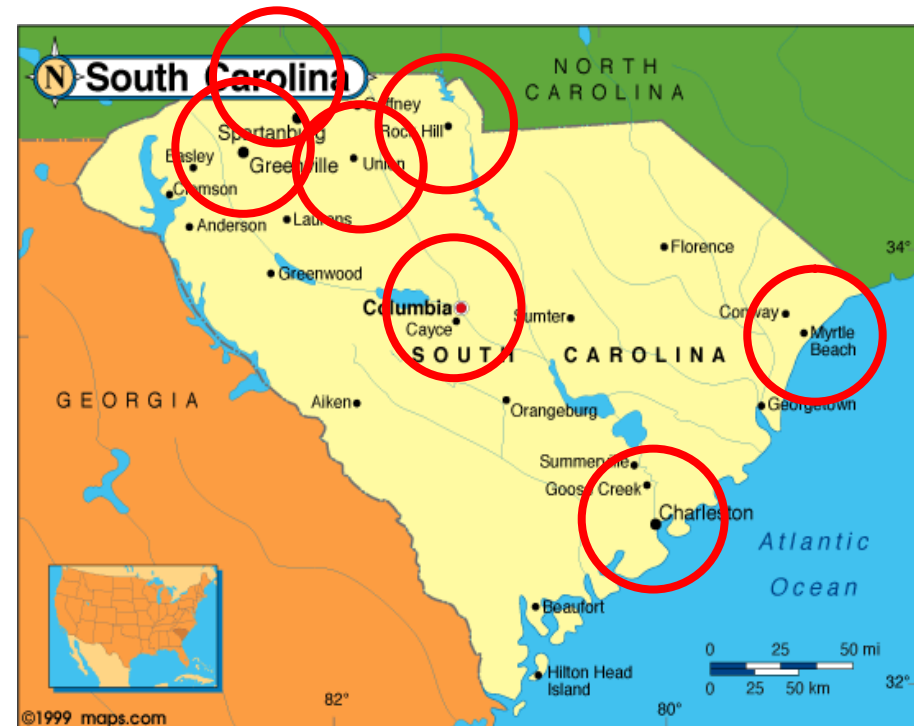 N South Carolina
NORTH
CAROLINA
Gaffney
Rock Hill
Spartanburg
Easley
Greenville
Union
Clemson
Anderson
Laurens
Florence
34°
Greenwood
Columbia
Cayce
Sumter
Conway
Myrtle
Beach
SOUTH CAROLINA
GEORGIA
Aiken
Orangeburg
Georgetown
Summerville
Goose Creek
Charleston
Atlantic
Ocean
Beaufort
Hilton Head
Island
0 25 50 mi
0 25 50 km
32°
82°
80°
©1999 maps.com